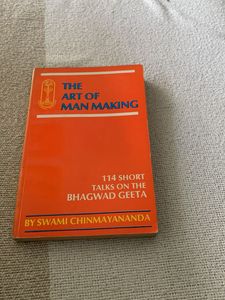 THE
ART OF
MAN MAKING
114 SHORT
TALKS ON THE
BHAGWAD GEETA
BY SWAMI CHINMAYANANDA